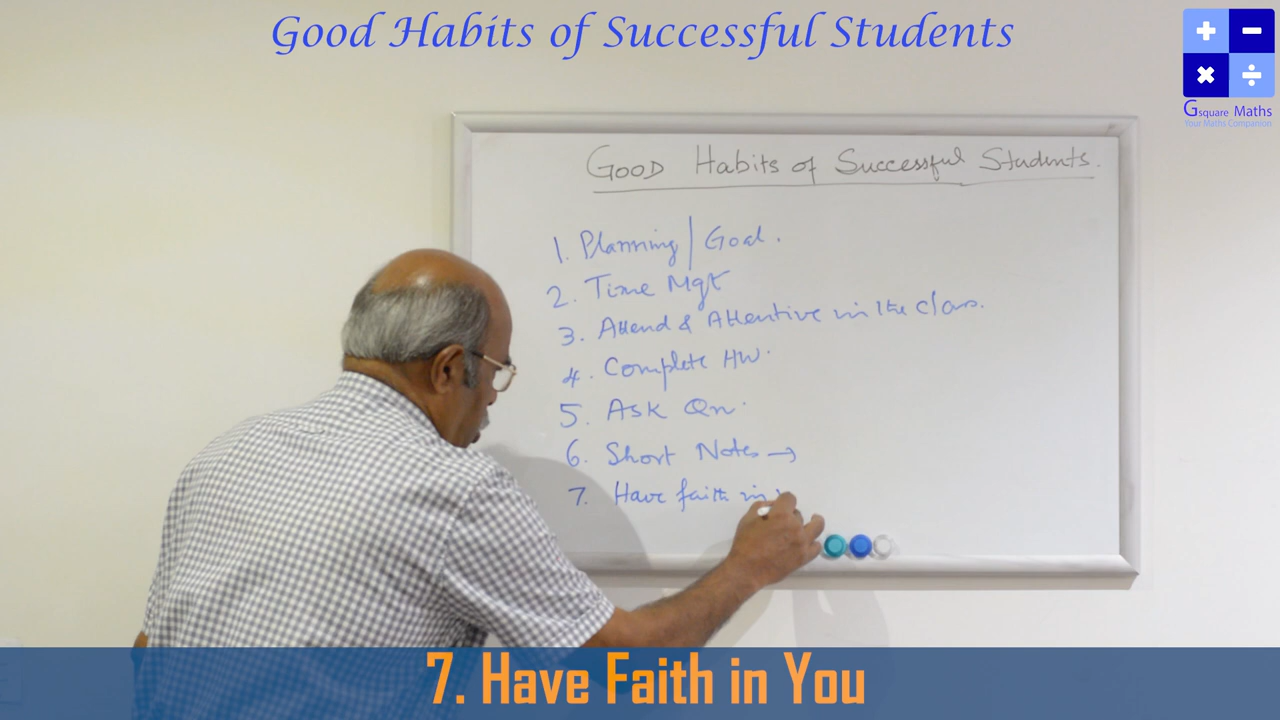 Good Habits of Successful Students
Gsquare Maths
Your Maths Companion
GOOD Habits of Successful Students.
1. Planning / Goal.
2. Time Mgt
3. Attend & Attentive in the class.
4. Complete HW.
5. Ask Qn.
6. Short Notes →
7. Have faith in
7. Have Faith in You